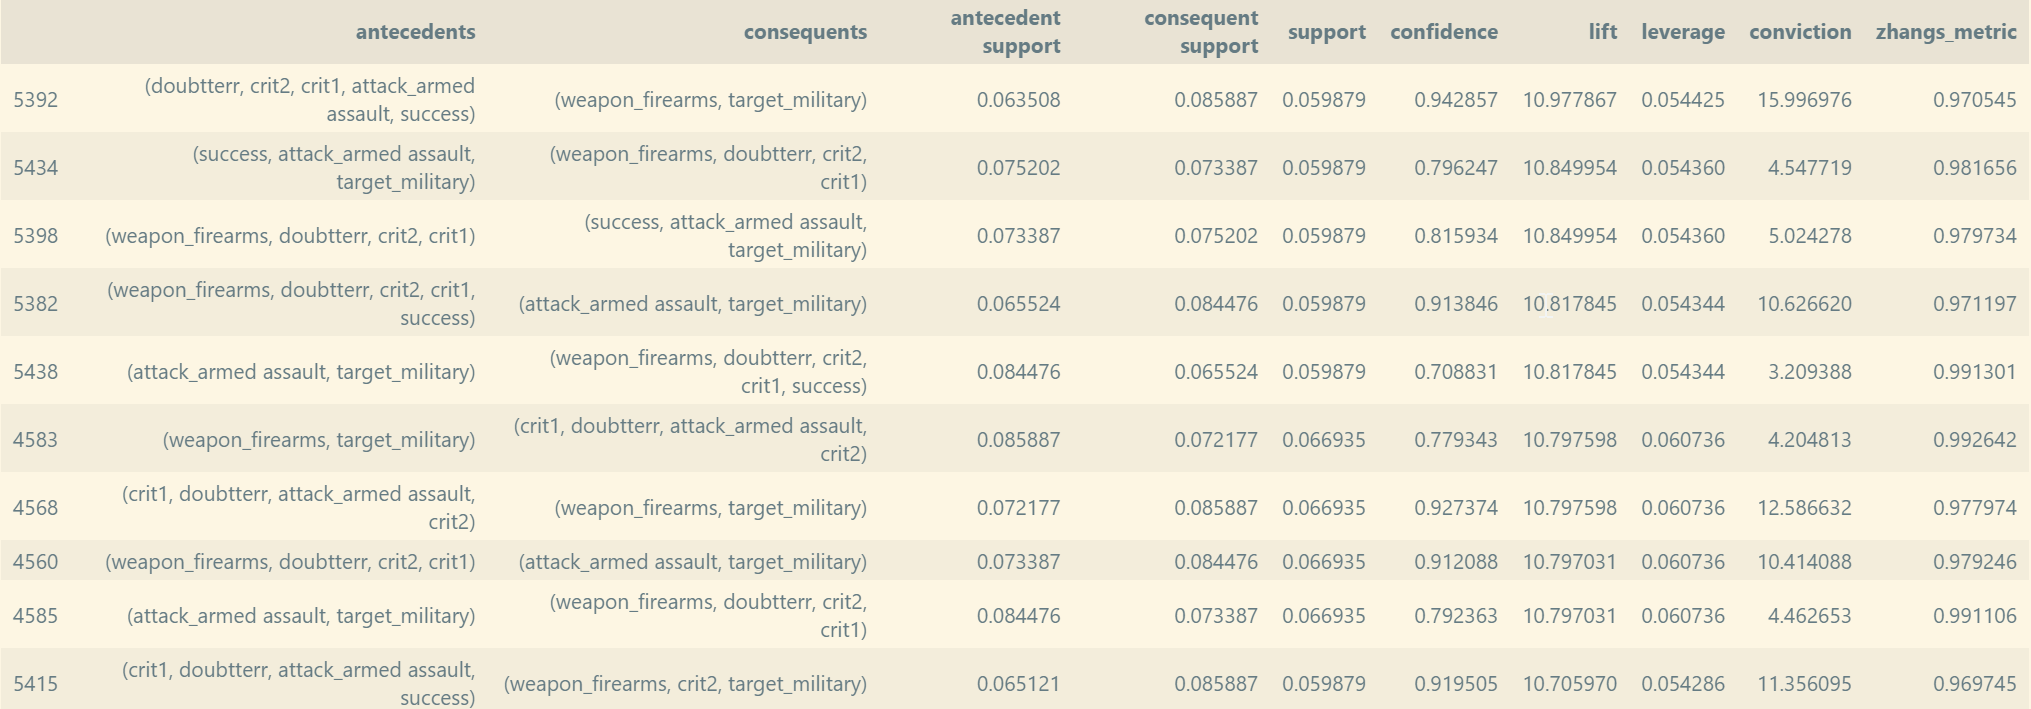 antecedents consequents antecedent support consequent support support confidence lift leverage conviction zhangs_metric
5392 (doubtterr, crit2, crit1, attack_armed assault, success) (weapon_firearms, target_military) 0.063508 0.085887 0.059879 0.942857 10.977867 0.054425 15.996976 0.970545
5434 (success, attack_armed assault, target_military) (weapon_firearms, doubtterr, crit2, crit1) 0.075202 0.073387 0.059879 0.796247 10.849954 0.054360 4.547719 0.981656
5398 (weapon_firearms, doubtterr, crit2, crit1) (success, attack_armed assault, target_military) 0.073387 0.075202 0.059879 0.815934 10.849954 0.054360 5.024278 0.979734
5382 (weapon_firearms, doubtterr, crit2, crit1, success) (attack_armed assault, target_military) 0.065524 0.084476 0.059879 0.913846 10.817845 0.054344 10.626620 0.971197
5438 (attack_armed assault, target_military) (weapon_firearms, doubtterr, crit2, crit1, success) 0.084476 0.065524 0.059879 0.708831 10.817845 0.054344 3.209388 0.991301
4583 (weapon_firearms, target_military) (crit1, doubtterr, attack_armed assault, crit2) 0.085887 0.072177 0.066935 0.779343 10.797598 0.060736 4.204813 0.992642
4568 (crit1, doubtterr, attack_armed assault, crit2) (weapon_firearms, target_military) 0.072177 0.085887 0.066935 0.927374 10.797598 0.060736 12.586632 0.977974
4560 (weapon_firearms, doubtterr, crit2, crit1) (attack_armed assault, target_military) 0.073387 0.084476 0.066935 0.912088 10.797031 0.060736 10.414088 0.979246
4585 (attack_armed assault, target_military) (weapon_firearms, doubtterr, crit2, crit1) 0.084476 0.073387 0.066935 0.792363 10.797031 0.060736 4.462653 0.991106
5415 (crit1, doubtterr, attack_armed assault, success) (weapon_firearms, crit2, target_military) 0.065121 0.085887 0.059879 0.919505 10.705970 0.054286 11.356095 0.969745